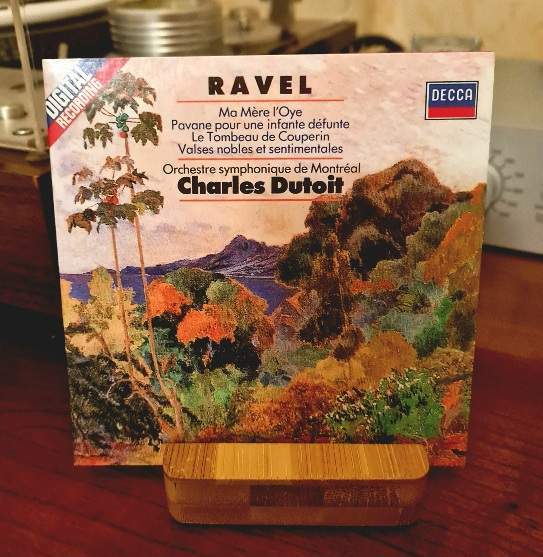 DIGITAL
RECORDING
RAVEL
DECCA
Ma Mère l'Oye
Pavane pour une infante défunte
Le Tombeau de Couperin
Valses nobles et sentimentales
Orchestre symphonique de Montréal
Charles Dutoit